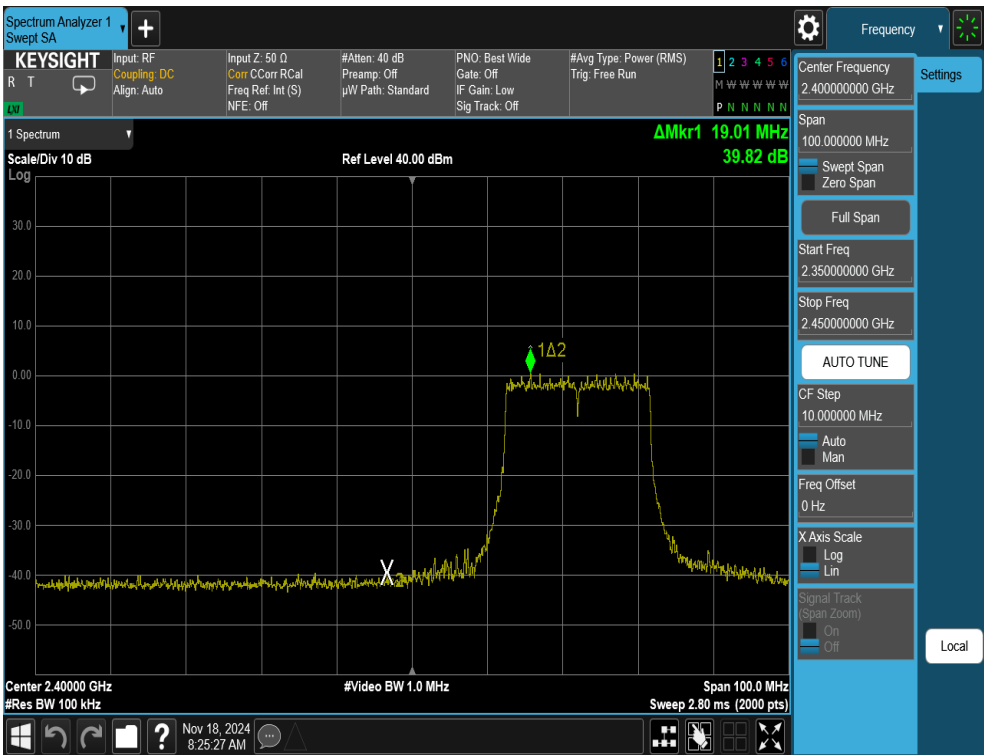 Spectrum Analyzer 1
Swept SA
Frequency
KEYSIGHT
R T
LXI
Input: RF
Coupling: DC
Align: Auto
Input Z: 50 Ω
Corr CCorr RCal
Freq Ref: Int (S)
NFE: Off
#Atten: 40 dB
Preamp: Off
µW Path: Standard
PNO: Best Wide
Gate: Off
IF Gain: Low
Sig Track: Off
#Avg Type: Power (RMS)
Trig: Free Run
1 2 3 4 5 6
M W W W W W
P N N N N N
1 Spectrum
ΔMkr1 19.01 MHz
39.82 dB
Scale/Div 10 dB
Ref Level 40.00 dBm
Log
30.0
20.0
10.0
0.00
-10.0
-20.0
-30.0
-40.0
-50.0
1Δ2
X2
Center 2.40000 GHz
#Video BW 1.0 MHz
Span 100.0 MHz
#Res BW 100 kHz
Sweep 2.80 ms (2000 pts)
Center Frequency
2.400000000 GHz
Settings
Span
100.000000 MHz
Swept Span
Zero Span
Full Span
Start Freq
2.350000000 GHz
Stop Freq
2.450000000 GHz
AUTO TUNE
CF Step
10.000000 MHz
Auto
Man
Freq Offset
0 Hz
X Axis Scale
Log
Lin
Signal Track
(Span Zoom)
On
Off
Local
Nov 18, 2024
8:25:27 AM